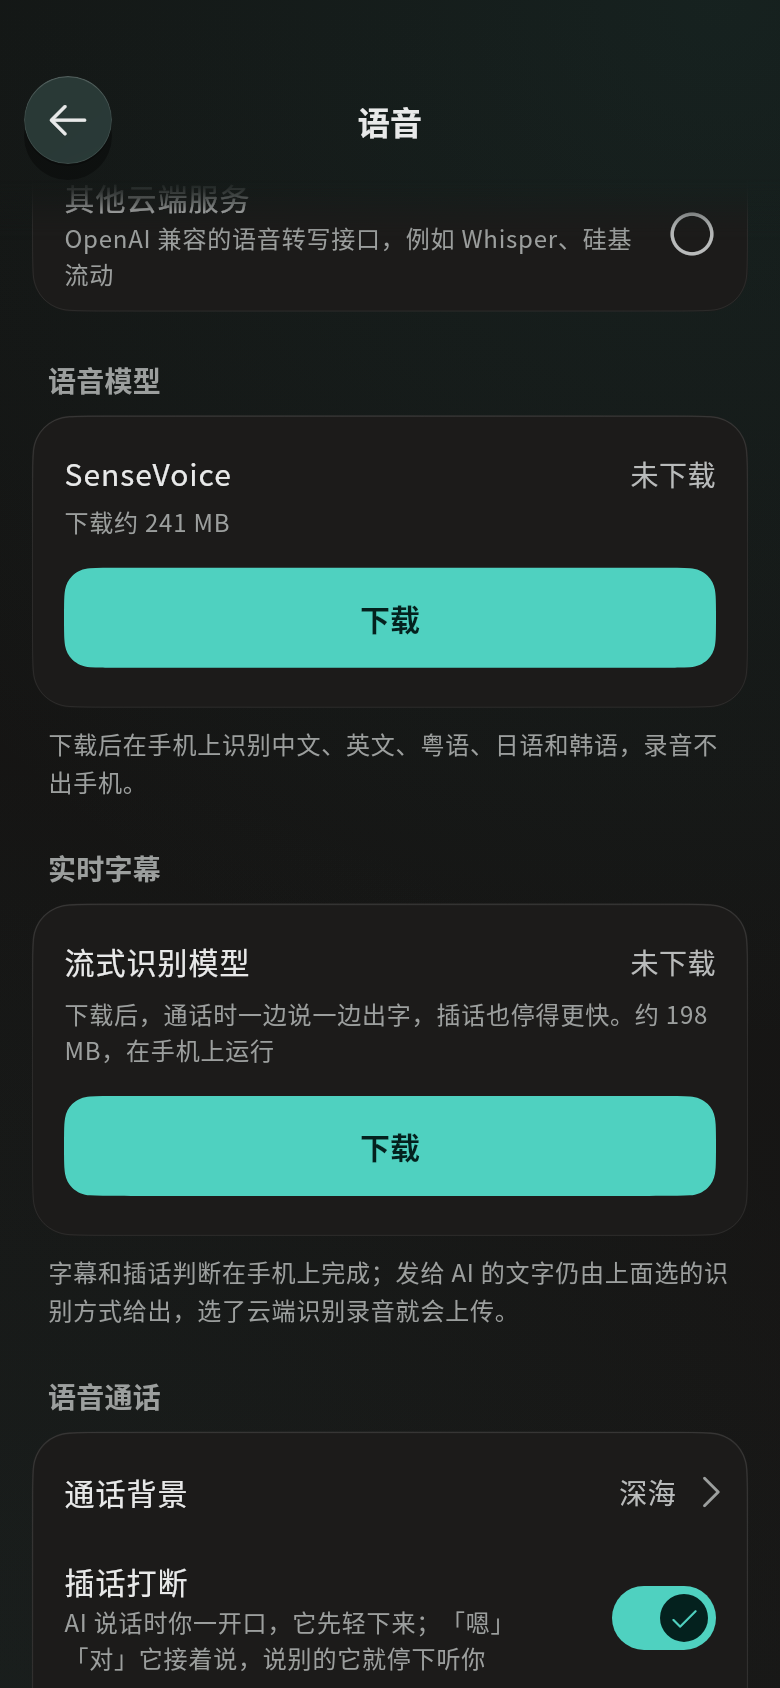 语音
其他云端服务
OpenAI 兼容的语音转写接口，例如 Whisper、硅基
流动
语音模型
SenseVoice
未下载
下载约 241 MB
下载
下载后在手机上识别中文、英文、粤语、日语和韩语，录音不
出手机。
实时字幕
流式识别模型
未下载
下载后，通话时一边说一边出字，插话也停得更快。约 198
MB，在手机上运行
下载
字幕和插话判断在手机上完成；发给 AI 的文字仍由上面选的识
别方式给出，选了云端识别录音就会上传。
语音通话
通话背景
深海
插话打断
AI 说话时你一开口，它先轻下来；「嗯」
「对」它接着说，说别的它就停下听你